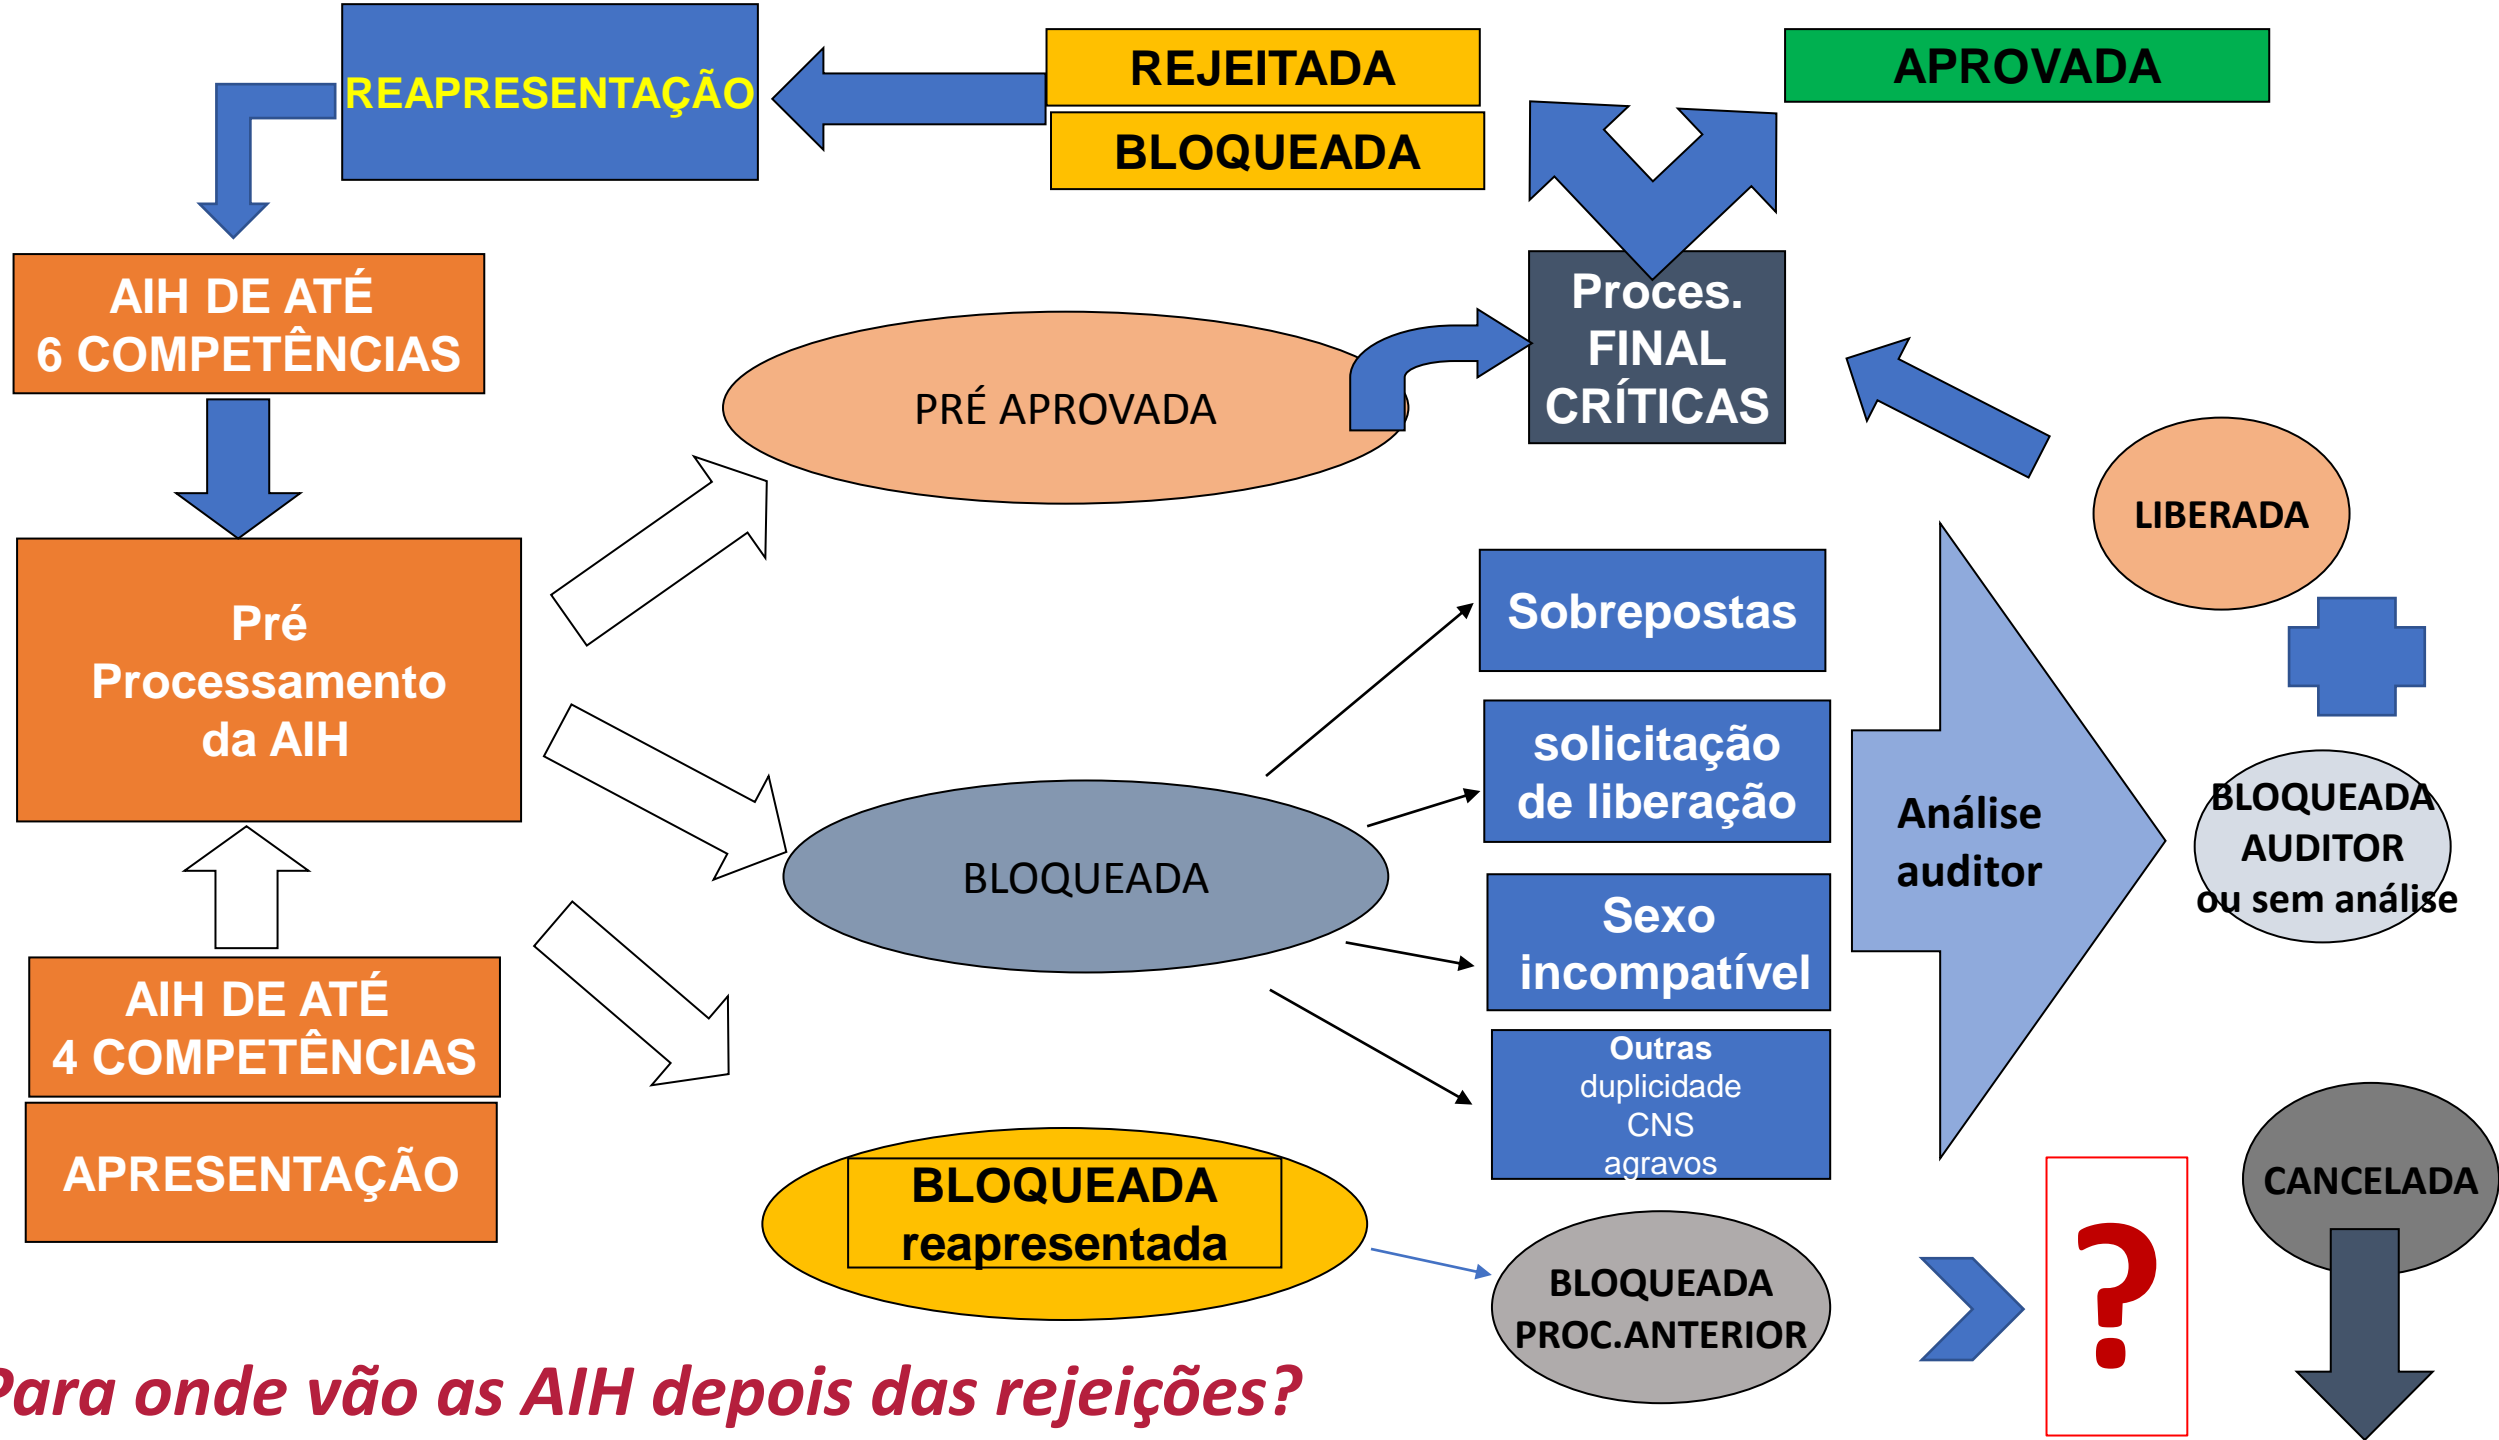 REAPRESENTAÇÃO
REJEITADA
BLOQUEADA
APROVADA
AIH DE ATÉ
6 COMPETÊNCIAS
PRÉ APROVADA
Proces.
FINAL
CRÍTICAS
LIBERADA
Pré
Processamento
da AIH
Sobrepostas
solicitação
de liberação
BLOQUEADA
Sexo
incompatível
Outras
duplicidade
CNS
agravos
Análise
auditor
BLOQUEADA
AUDITOR
ou sem análise
AIH DE ATÉ
4 COMPETÊNCIAS
APRESENTAÇÃO
BLOQUEADA
reapresentada
BLOQUEADA
PROC.ANTERIOR
?
CANCELADA
Para onde vão as AIH depois das rejeições?